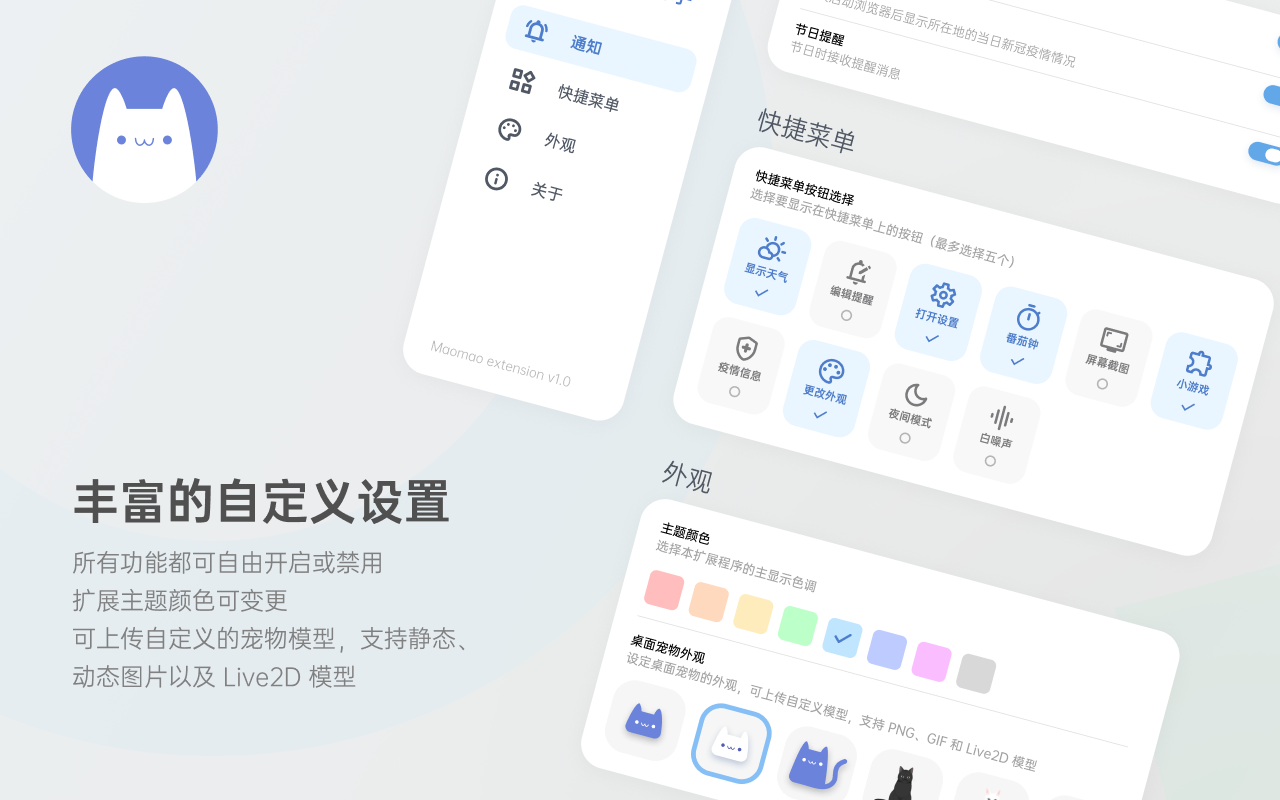 通知
快捷菜单
外观
关于
Maomao extension v1.0
丰富的自定义设置
所有功能都可自由开启或禁用
扩展主题颜色可变更
可上传自定义的宠物模型，支持静态、
动态图片以及 Live2D 模型
启动浏览器后显示所在地的当日新冠疫情情况
节日提醒
节日时接收提醒消息
快捷菜单
快捷菜单按钮选择
选择要显示在快捷菜单上的按钮（最多选择五个）
显示天气
编辑提醒
打开设置
番茄钟
屏幕截图
小游戏
疫情信息
更改外观
夜间模式
白噪声
外观
主题颜色
选择本扩展程序的主显示色调
桌面宠物外观
设定桌面宠物的外观，可上传自定义模型，支持 PNG、GIF 和 Live2D 模型